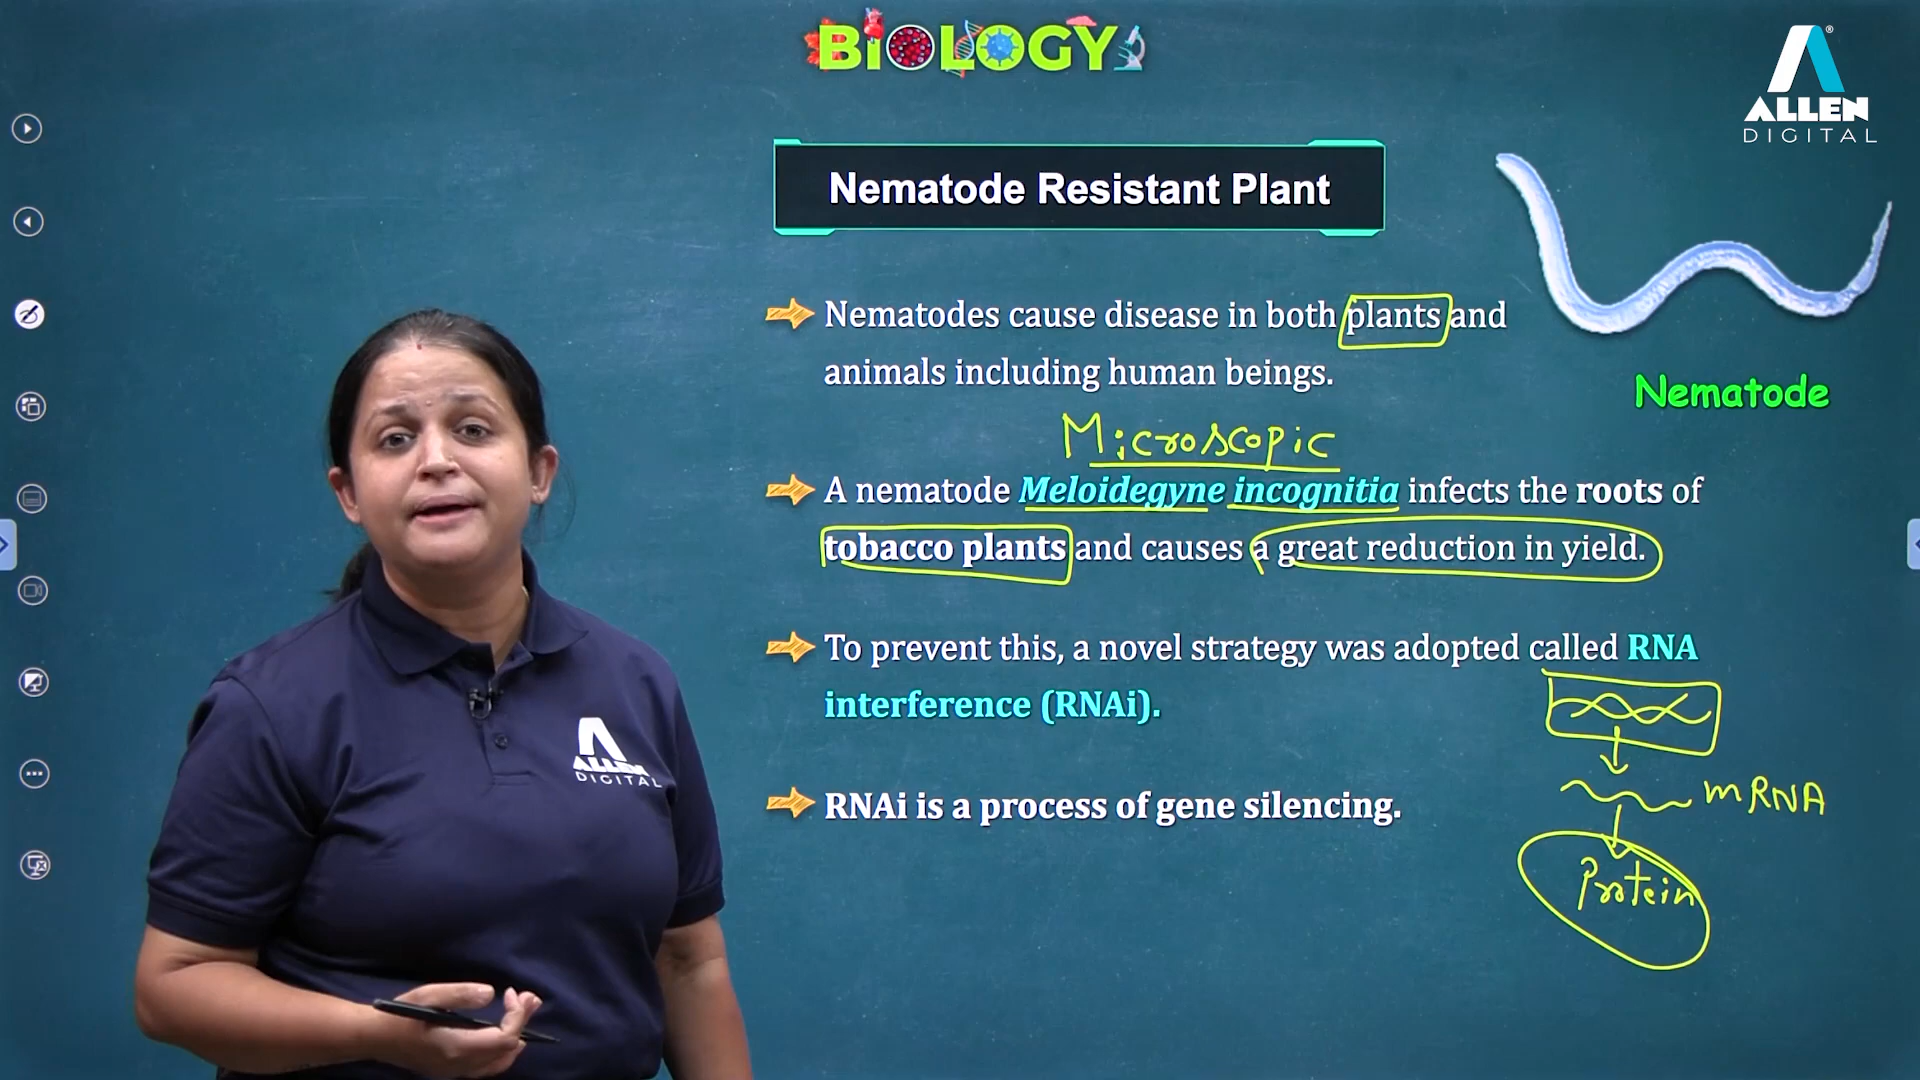 BIOLOGY
ALLEN
DIGITAL
Nematode Resistant Plant
Nematodes cause disease in both plants and
animals including human beings.
Nematode
Microscopic
A nematode Meloidegyne incognitia infects the roots of
tobacco plants and causes a great reduction in yield.
To prevent this, a novel strategy was adopted called RNA
interference (RNAi).
RNAi is a process of gene silencing.
mRNA
Protein
ALLEN
DIGITAL